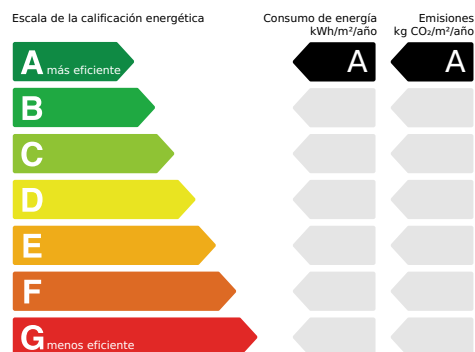 Escala de la calificación energética
Consumo de energía
kWh/m²/año
Emisiones
kg CO₂/m²/año
A más eficiente
A
A
B
C
D
E
F
G menos eficiente